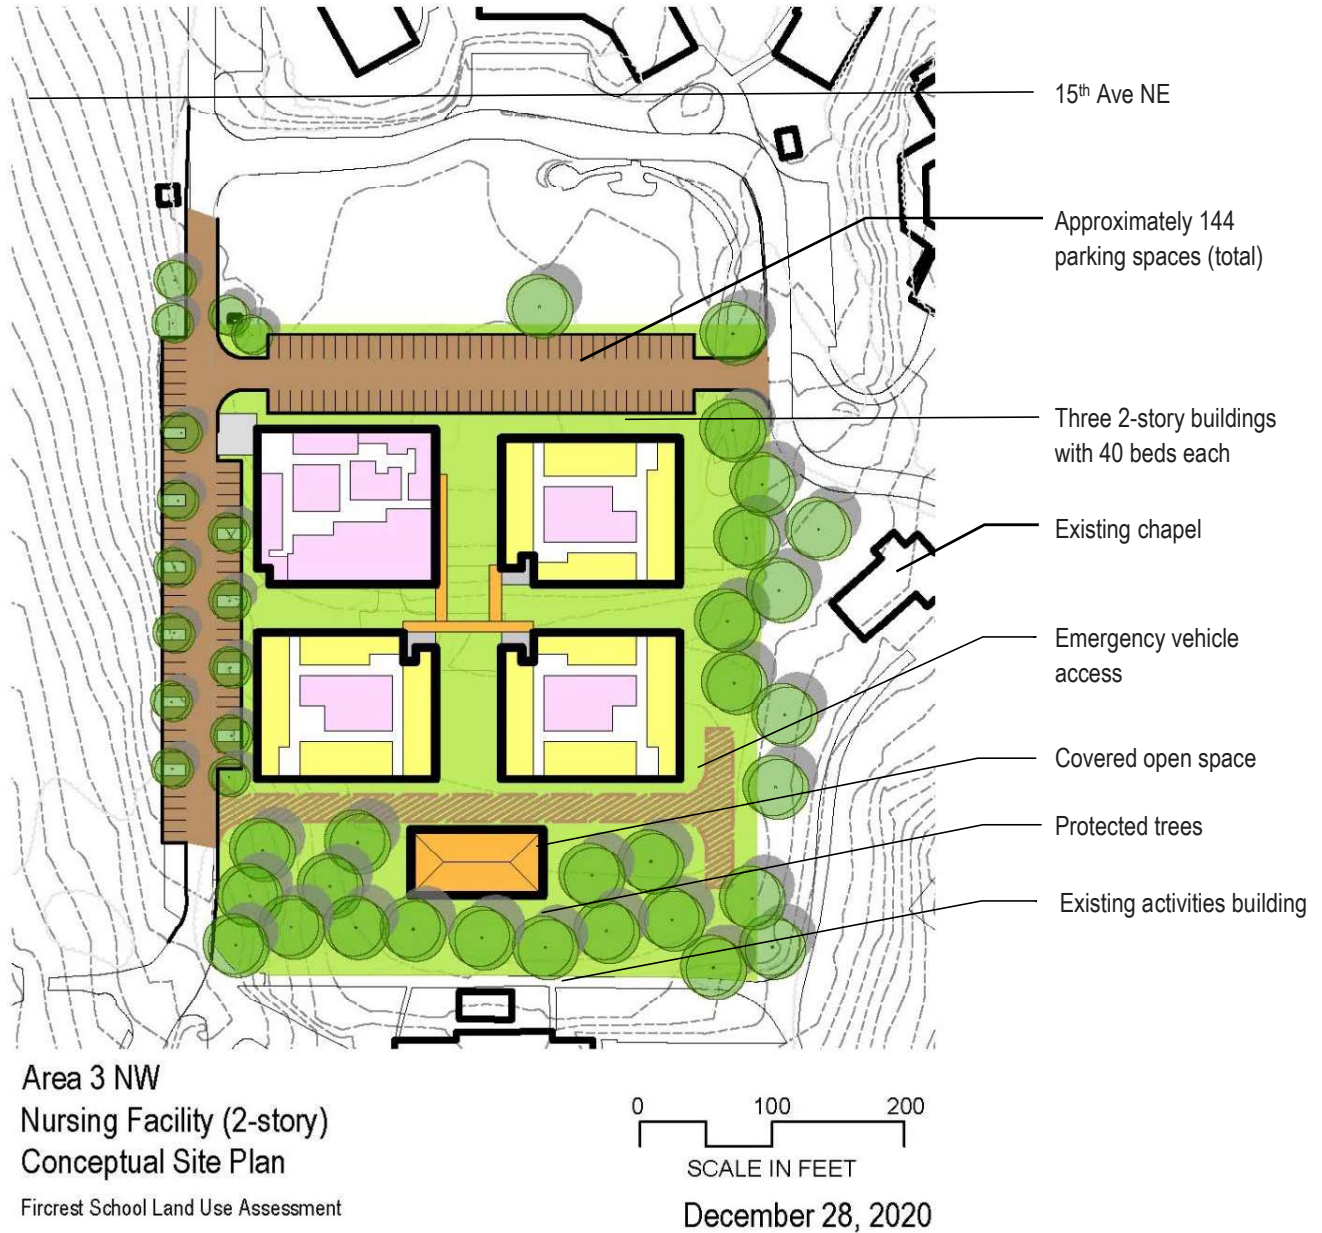 15th Ave NE
Approximately 144
parking spaces (total)
Three 2-story buildings
with 40 beds each
Existing chapel
Emergency vehicle
access
Covered open space
Protected trees
Existing activities building
Area 3 NW
Nursing Facility (2-story)
Conceptual Site Plan
Fircrest School Land Use Assessment
0 100 200
SCALE IN FEET
December 28, 2020